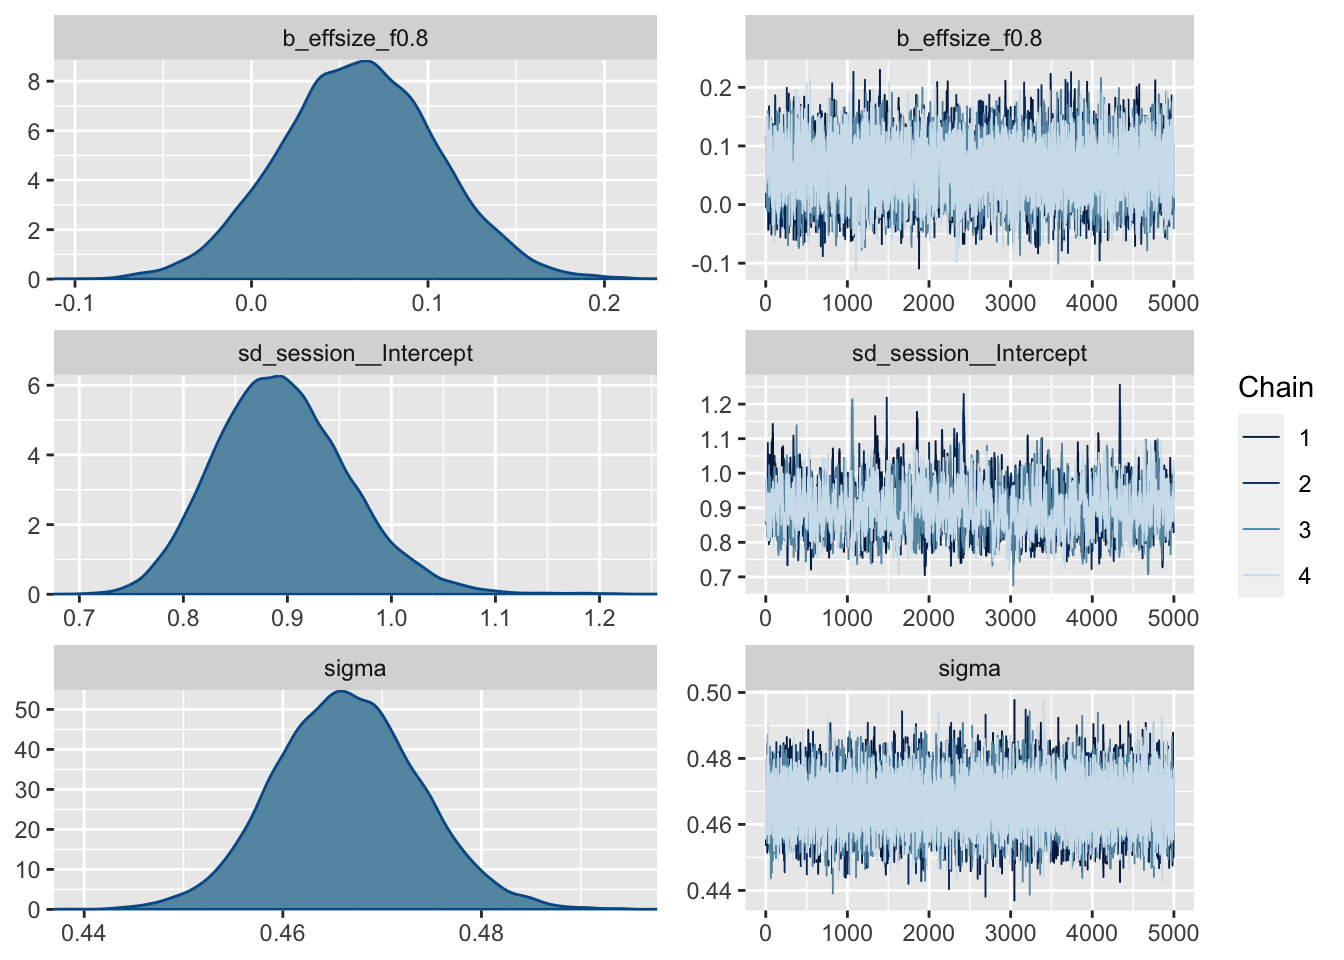 b_effsize_f0.8
8
6
4
2
0
-0.1 0.0 0.1 0.2
b_effsize_f0.8
0.2
0.1
0.0
-0.1
0 1000 2000 3000 4000 5000
sd_session__Intercept
6
4
2
0
0.7 0.8 0.9 1.0 1.1 1.2
sd_session__Intercept
1.2
1.1
1.0
0.9
0.8
0.7
0 1000 2000 3000 4000 5000
Chain
1
2
3
4
sigma
50
40
30
20
10
0
0.44 0.46 0.48
sigma
0.50
0.48
0.46
0.44
0 1000 2000 3000 4000 5000